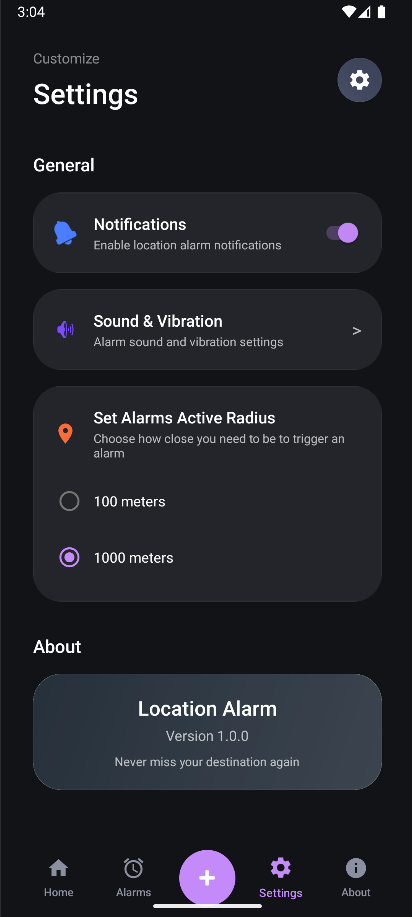 3:04
Customize
Settings
General
Notifications
Enable location alarm notifications
Sound & Vibration
Alarm sound and vibration settings
>
Set Alarms Active Radius
Choose how close you need to be to trigger an
alarm
100 meters
1000 meters
About
Location Alarm
Version 1.0.0
Never miss your destination again
+
Home
Alarms
Settings
About